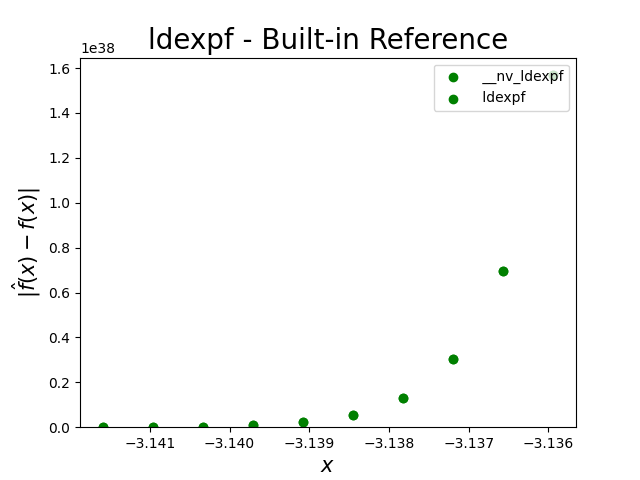 ldexpf - Built-in Reference
1e38
1.6
1.4
1.2
1.0
0.8
0.6
0.4
0.2
0.0
|f̂(x) − f(x)|
__nv_ldexpf
ldexpf
−3.141 −3.140 −3.139 −3.138 −3.137 −3.136
x